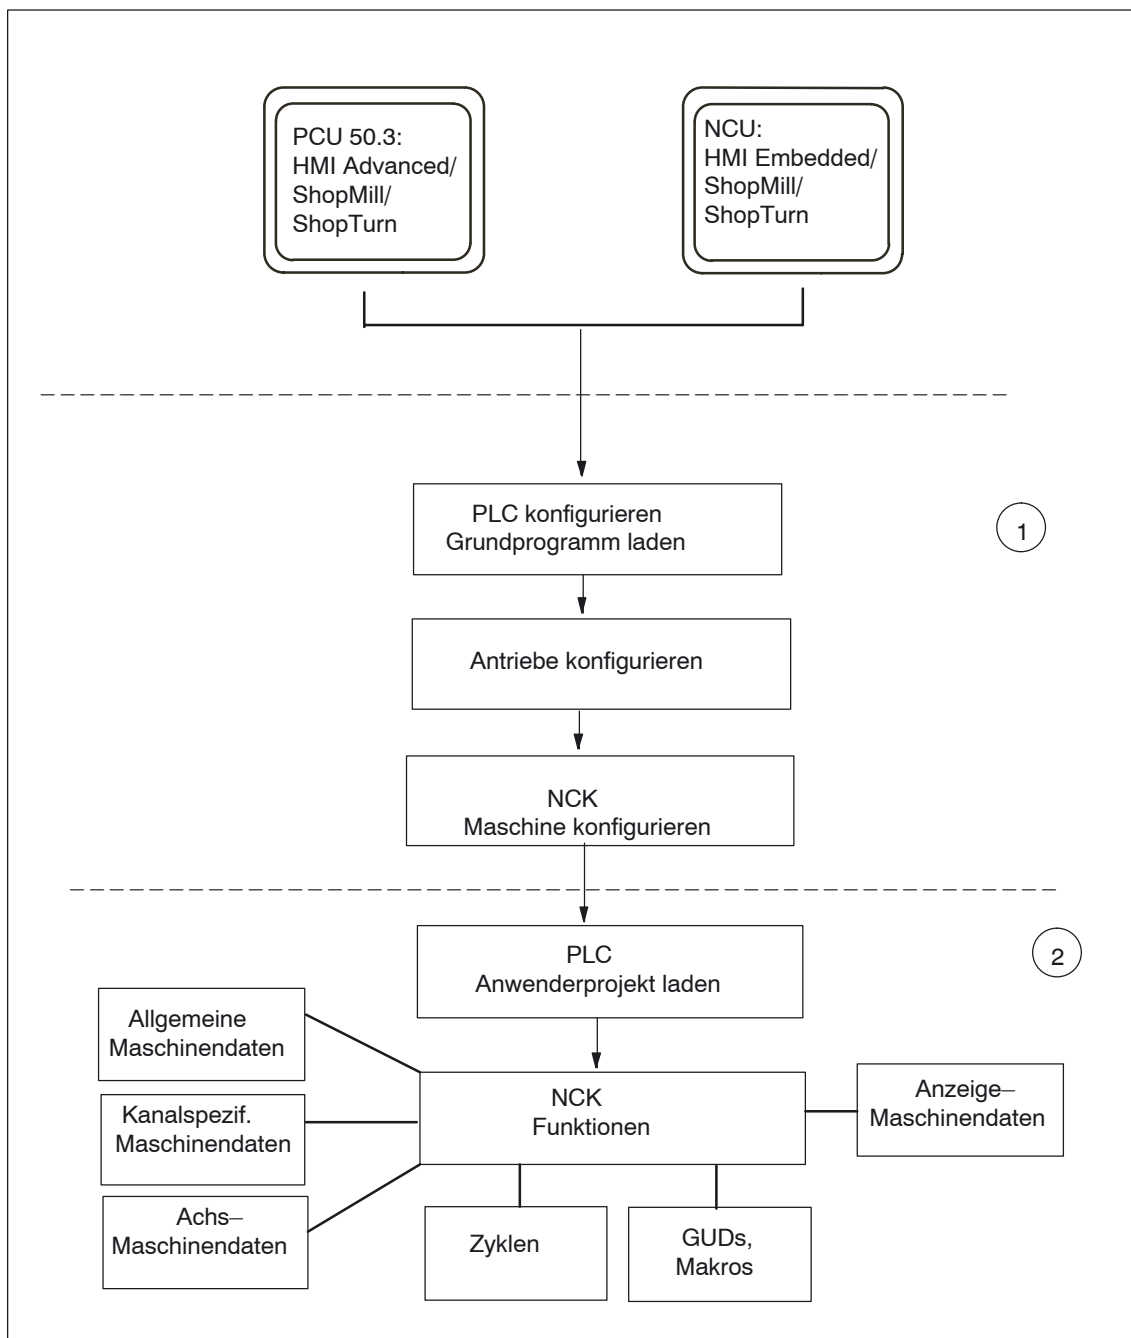 PCU 50.3:
HMI Advanced/
ShopMill/
ShopTurn
NCU:
HMI Embedded/
ShopMill/
ShopTurn
PLC konfigurieren
Grundprogramm laden
1
Antriebe konfigurieren
NCK
Maschine konfigurieren
PLC
Anwenderprojekt laden
2
Allgemeine
Maschinendaten
NCK
Funktionen
Anzeige–
Maschinendaten
Kanalspezif.
Maschinendaten
Achs–
Maschinendaten
Zyklen
GUDs,
Makros